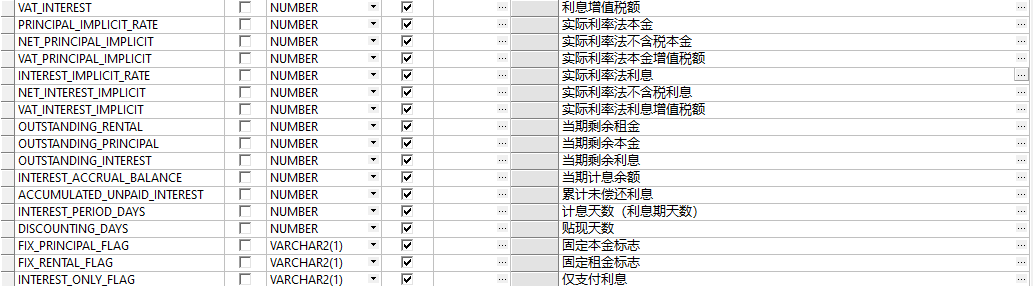 VAT_INTEREST NUMBER 利息增值税额
PRINCIPAL_IMPLICIT_RATE NUMBER 实际利率法本金
NET_PRINCIPAL_IMPLICIT NUMBER 实际利率法不含税本金
VAT_PRINCIPAL_IMPLICIT NUMBER 实际利率法本金增值税额
INTEREST_IMPLICIT_RATE NUMBER 实际利率法利息
NET_INTEREST_IMPLICIT NUMBER 实际利率法不含税利息
VAT_INTEREST_IMPLICIT NUMBER 实际利率法利息增值税额
OUTSTANDING_RENTAL NUMBER 当期剩余租金
OUTSTANDING_PRINCIPAL NUMBER 当期剩余本金
OUTSTANDING_INTEREST NUMBER 当期剩余利息
INTEREST_ACCRUAL_BALANCE NUMBER 当期计息余额
ACCUMULATED_UNPAID_INTEREST NUMBER 累计未偿还利息
INTEREST_PERIOD_DAYS NUMBER 计息天数（利息期天数）
DISCOUNTING_DAYS NUMBER 贴现天数
FIX_PRINCIPAL_FLAG VARCHAR2(1) 固定本金标志
FIX_RENTAL_FLAG VARCHAR2(1) 固定租金标志
INTEREST_ONLY_FLAG VARCHAR2(1) 仅支付利息